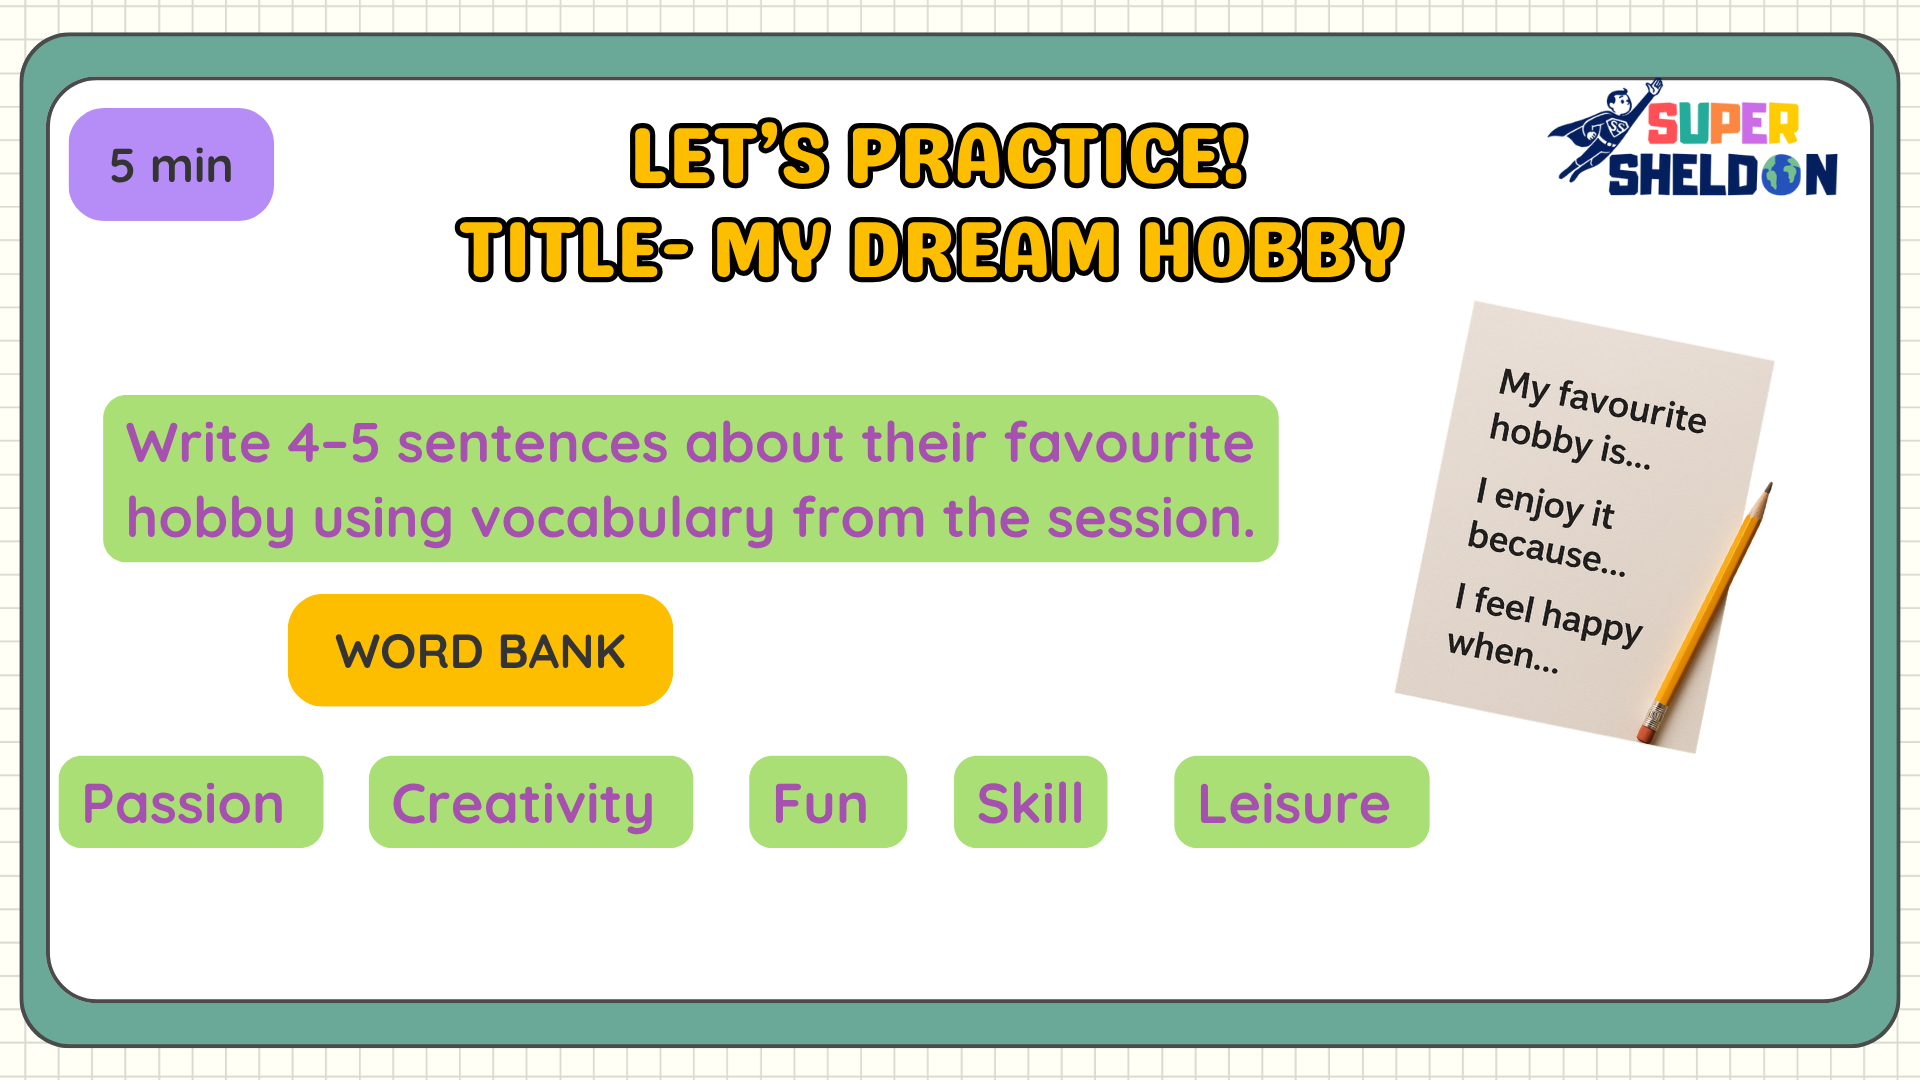 5 min
LET'S PRACTICE!
TITLE- MY DREAM HOBBY
SUPER
SHELDON
Write 4–5 sentences about their favourite
hobby using vocabulary from the session.
My favourite
hobby is...
I enjoy it
because...
I feel happy
when...
WORD BANK
Passion
Creativity
Fun
Skill
Leisure